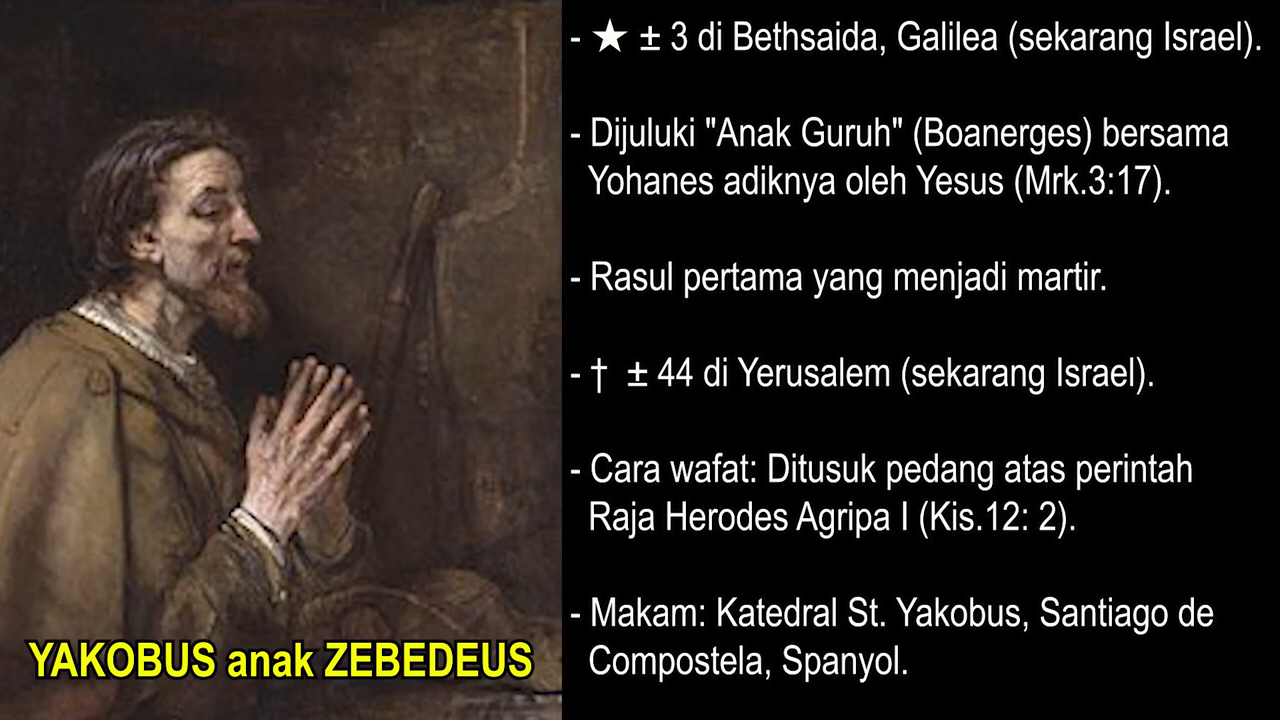 - ★ ± 3 di Bethsaida, Galilea (sekarang Israel).
- Dijuluki "Anak Guruh" (Boanerges) bersama
Yohanes adiknya oleh Yesus (Mrk.3:17).
- Rasul pertama yang menjadi martir.
- † ± 44 di Yerusalem (sekarang Israel).
- Cara wafat: Ditusuk pedang atas perintah
Raja Herodes Agripa I (Kis.12: 2).
- Makam: Katedral St. Yakobus, Santiago de
Compostela, Spanyol.
YAKOBUS anak ZEBEDEUS